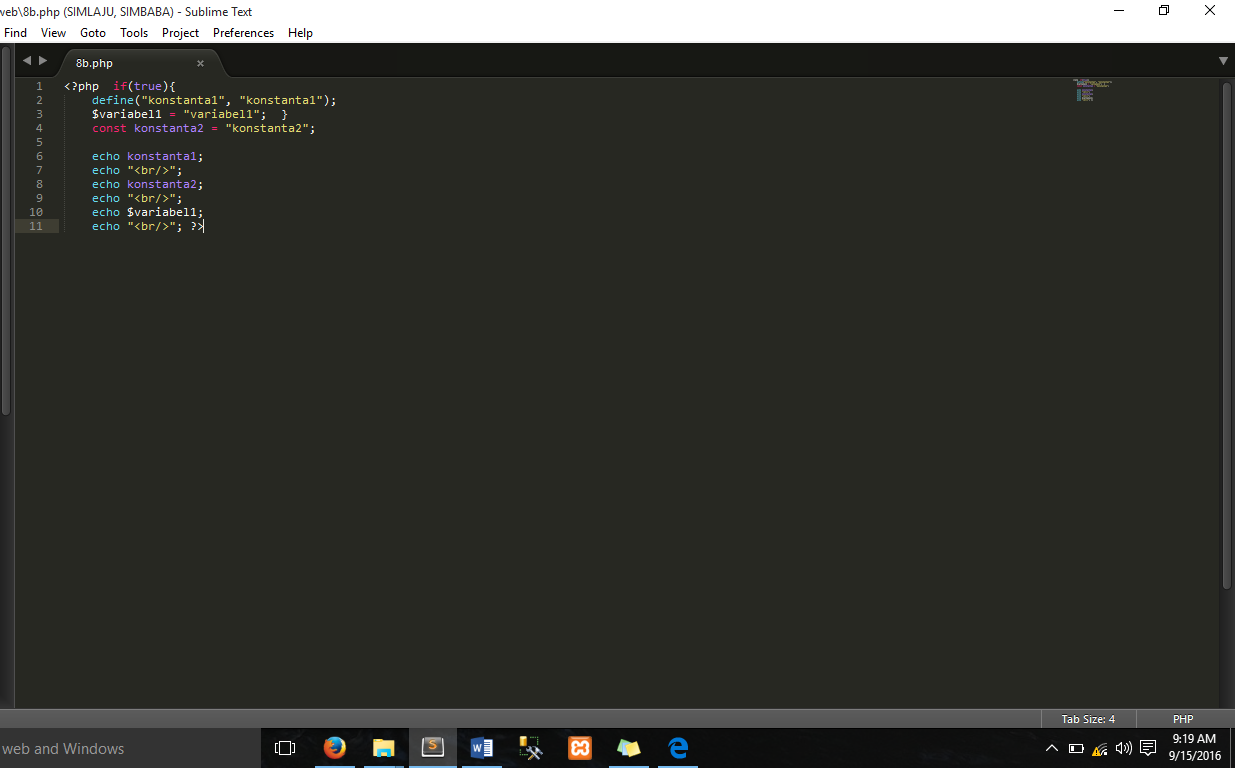 web\8b.php (SIMLAJU, SIMBABA) - Sublime Text
Find View Goto Tools Project Preferences Help
8b.php
1 <?php  if(true){
2     define("konstanta1", "konstanta1");
3     $variabel1 = "variabel1";  }
4     const konstanta2 = "konstanta2";
5
6     echo konstanta1;
7     echo "<br/>";
8     echo konstanta2;
9     echo "<br/>";
10     echo $variabel1;
11     echo "<br/>"; ?>
Tab Size: 4 PHP
web and Windows
9:19 AM
9/15/2016